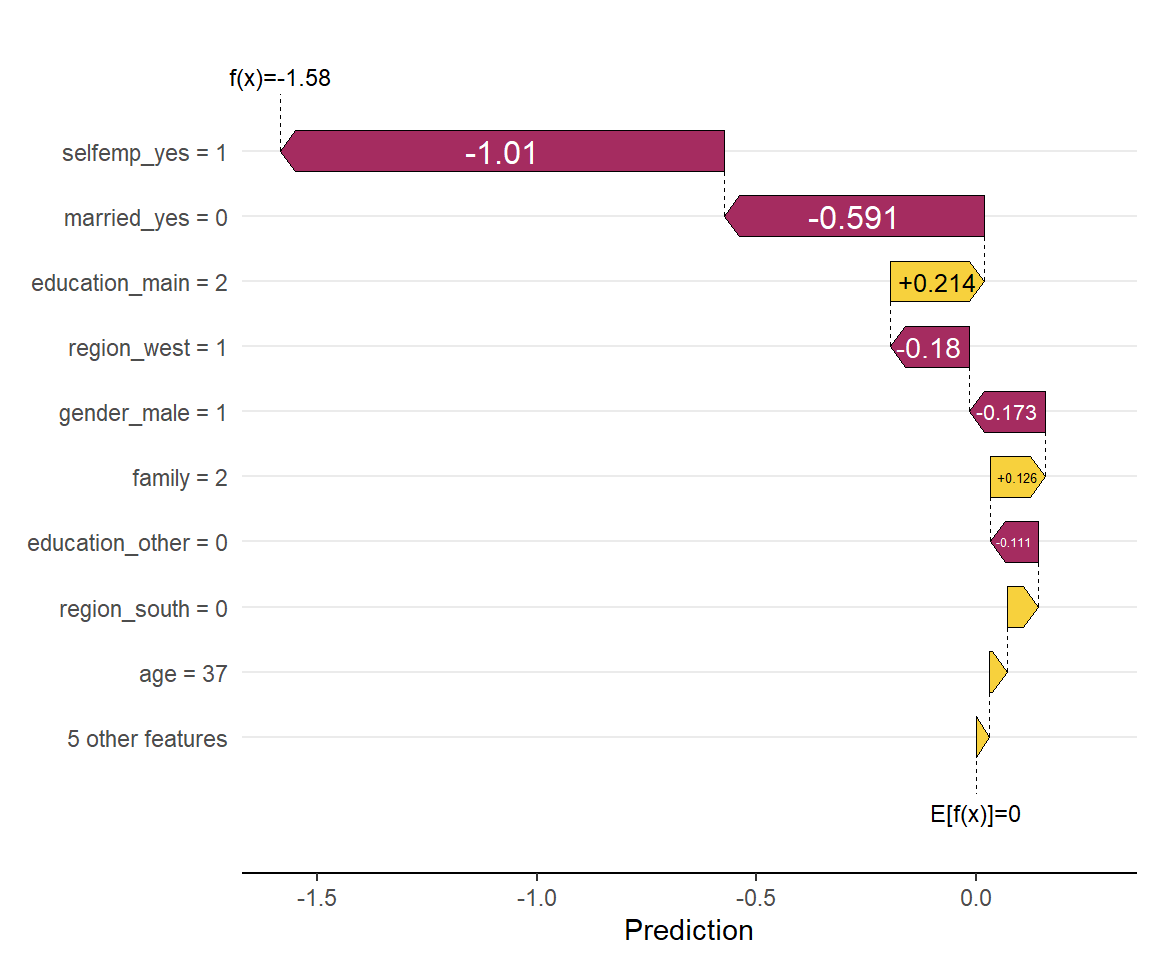 f(x)=-1.58
selfemp_yes = 1 -1.01
married_yes = 0 -0.591
education_main = 2 +0.214
region_west = 1 -0.18
gender_male = 1 -0.173
family = 2 +0.126
education_other = 0 -0.111
region_south = 0
age = 37
5 other features
E[f(x)]=0
-1.5 -1.0 -0.5 0.0
Prediction